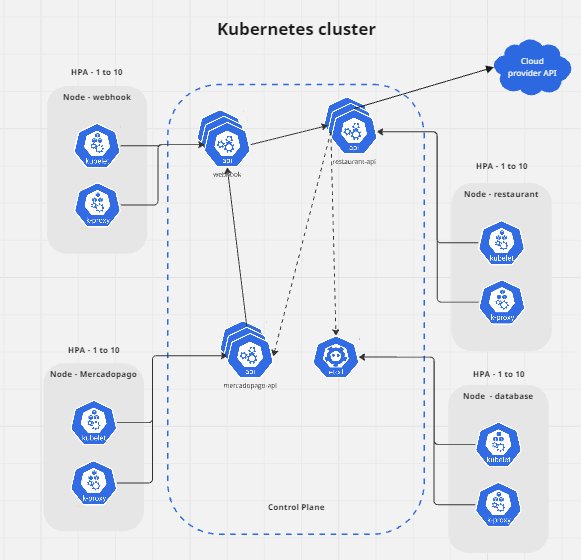 Kubernetes cluster
Cloud
provider API
HPA - 1 to 10
Node - webhook
kubelet
k-proxy
api
webhook
api
restaurant-api
HPA - 1 to 10
Node - restaurant
kubelet
k-proxy
HPA - 1 to 10
Node - Mercadopago
kubelet
k-proxy
api
mercadopago-api
etcd
HPA - 1 to 10
Node - database
kubelet
k-proxy
Control Plane